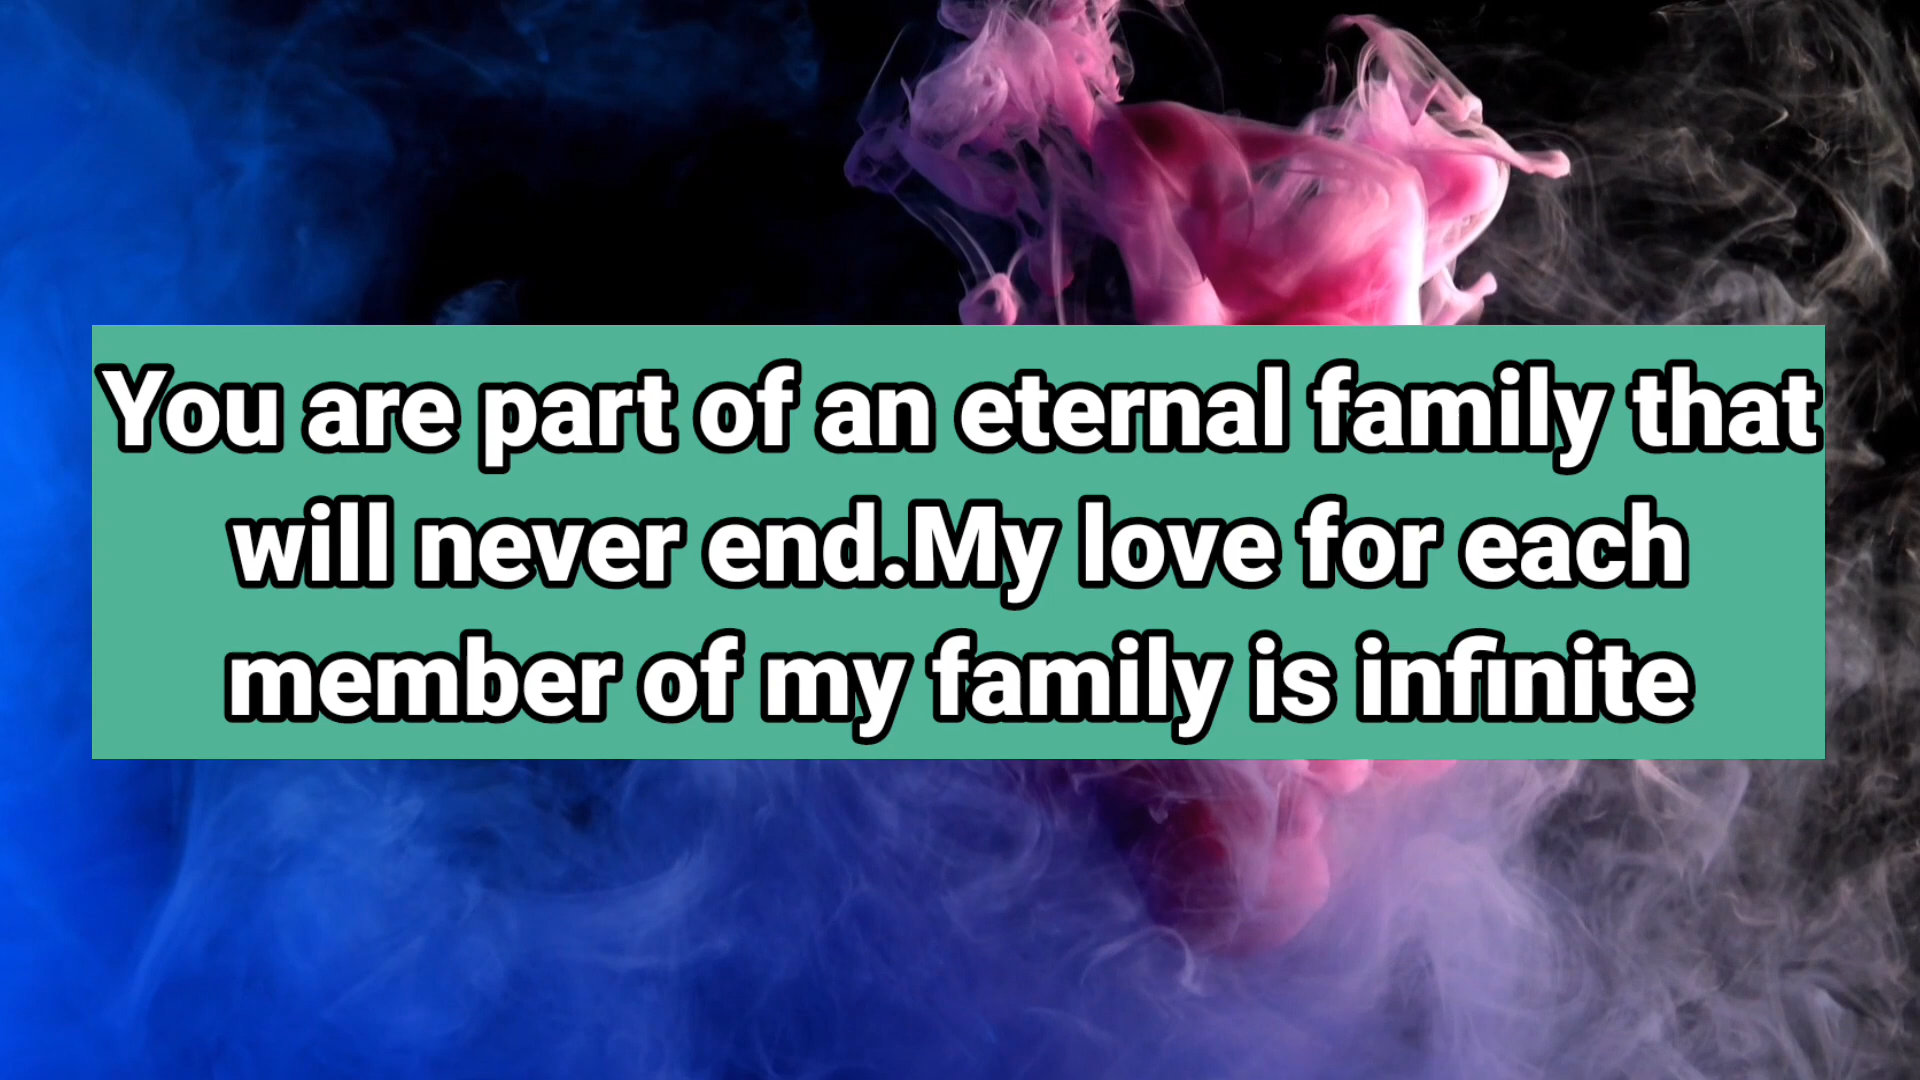 You are part of an eternal family that
will never end.My love for each
member of my family is infinite